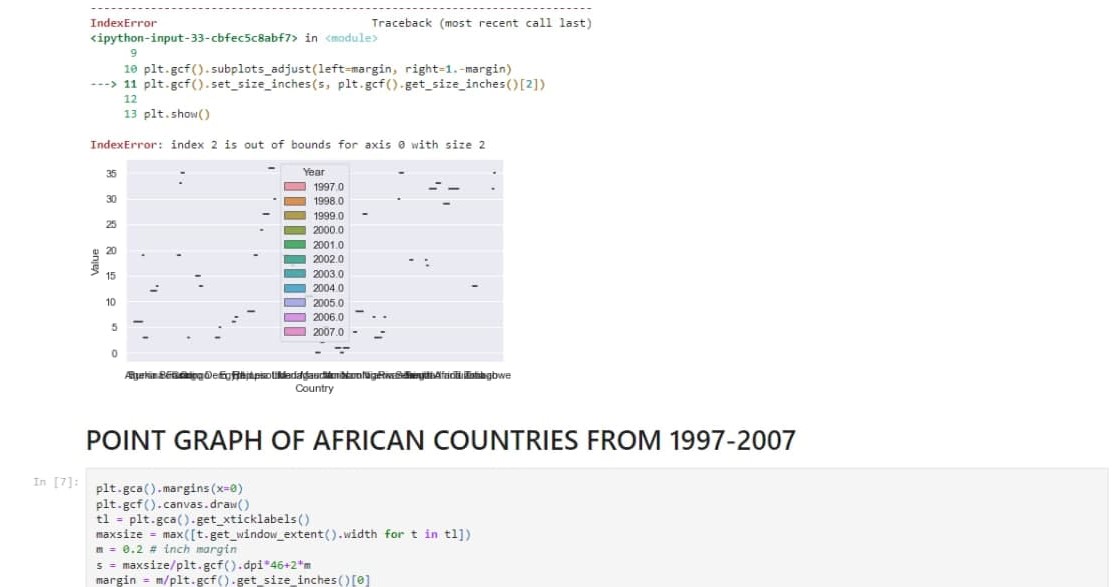 ---------------------------------------------------------------------------
IndexError Traceback (most recent call last)
<ipython-input-33-cbfec5c8abf7> in <module>
9
10 plt.gcf().subplots_adjust(left=margin, right=1.-margin)
---> 11 plt.gcf().set_size_inches(s, plt.gcf().get_size_inches()[2])
12
13 plt.show()
IndexError: index 2 is out of bounds for axis 0 with size 2
35
30
25
20
15
10
5
0
Value
Year
1997.0
1998.0
1999.0
2000.0
2001.0
2002.0
2003.0
2004.0
2005.0
2006.0
2007.0
Country
POINT GRAPH OF AFRICAN COUNTRIES FROM 1997-2007
In [7]:
plt.gca().margins(x=0)
plt.gcf().canvas.draw()
tl = plt.gca().get_xticklabels()
maxsize = max([t.get_window_extent().width for t in tl])
m = 0.2 # inch margin
s = maxsize/plt.gcf().dpi*46+2*m
margin = m/plt.gcf().get_size_inches()[0]